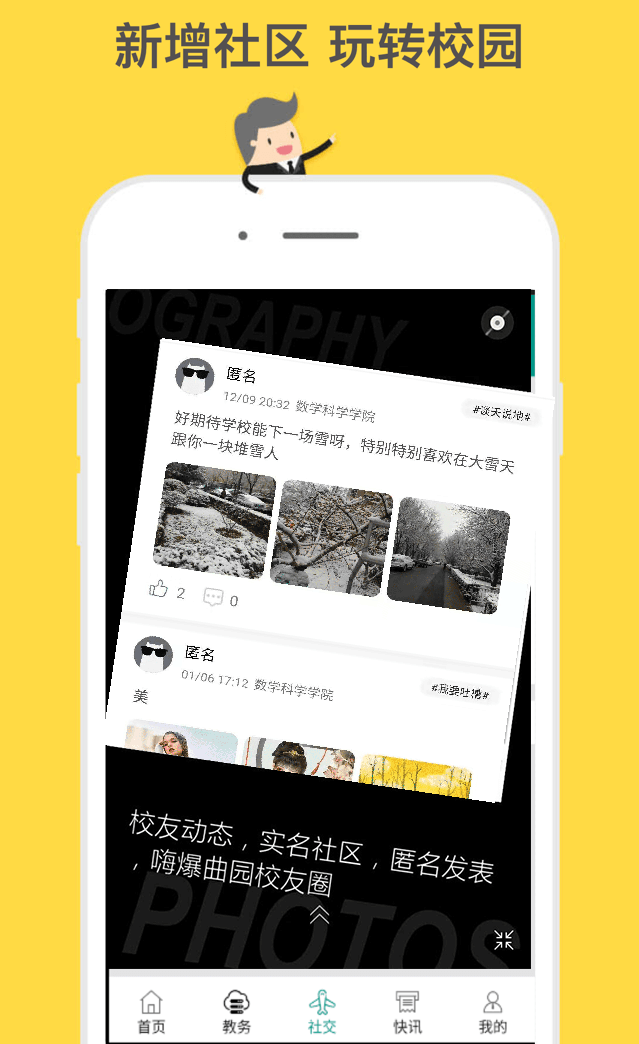 新增社区 玩转校园
OGRAPHY
匿名
12/09 20:32 数学科学学院
#谈天说地#
好期待学校能下一场雪呀，特别特别喜欢在大雪天
跟你一块堆雪人
2
0
匿名
01/06 17:12 数学科学学院
#我要吐槽#
美
校友动态，实名社区，匿名发表
，嗨爆曲园校友圈
PHOTOS
首页
教务
社交
快讯
我的